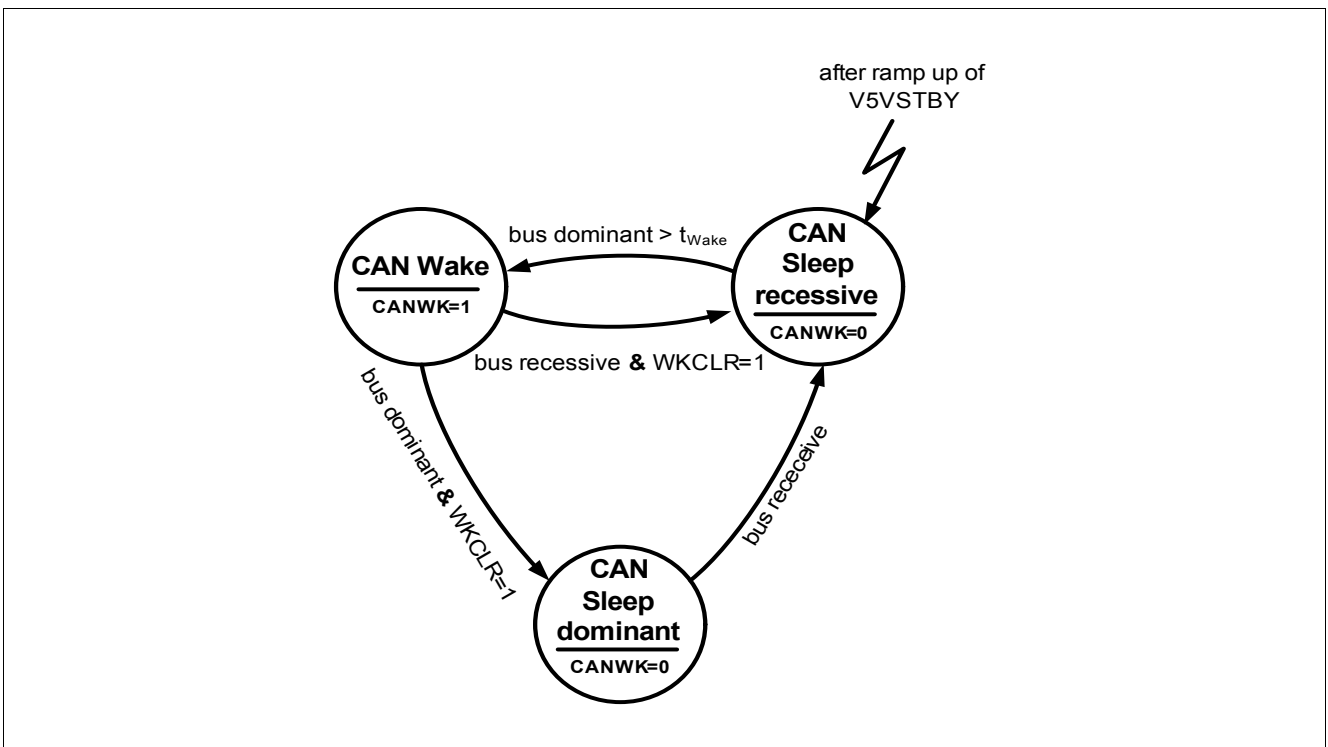 after ramp up of
V5VSTBY
bus dominant > tWake
CAN Wake
CANWK=1
CAN
Sleep
recessive
CANWK=0
bus recessive & WKCLR=1
bus dominant & WKCLR=1
bus receceive
CAN
Sleep
dominant
CANWK=0